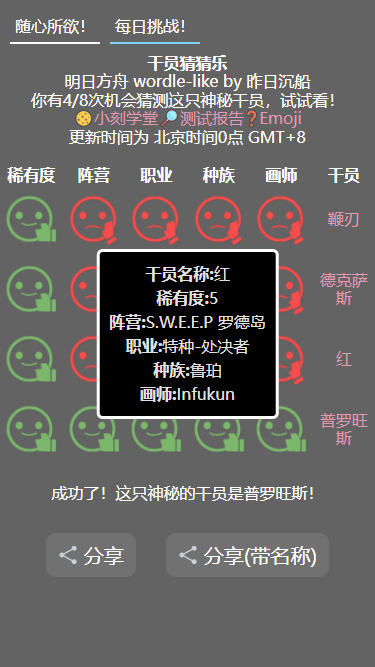 随心所欲!
每日挑战!
干员猜猜乐
明日方舟 wordle-like by 昨日沉船
你有4/8次机会猜测这只神秘干员，试试看!
小刻学堂 测试报告❓Emoji
更新时间为 北京时间0点 GMT+8
稀有度 阵营 职业 种族 画师 干员
鞭刃
德克萨
斯
干员名称:红
稀有度:5
阵营:S.W.E.E.P 罗德岛
职业:特种-处决者
种族:鲁珀
画师:Infukun
红
普罗旺
斯
成功了！这只神秘的干员是普罗旺斯!
分享
分享(带名称)